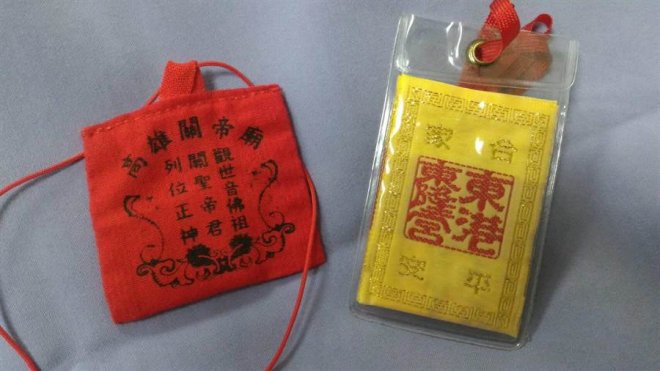 高雄關帝廟
觀世音佛祖
關聖帝君
列位正神
合家
東港
東隆宮
平安